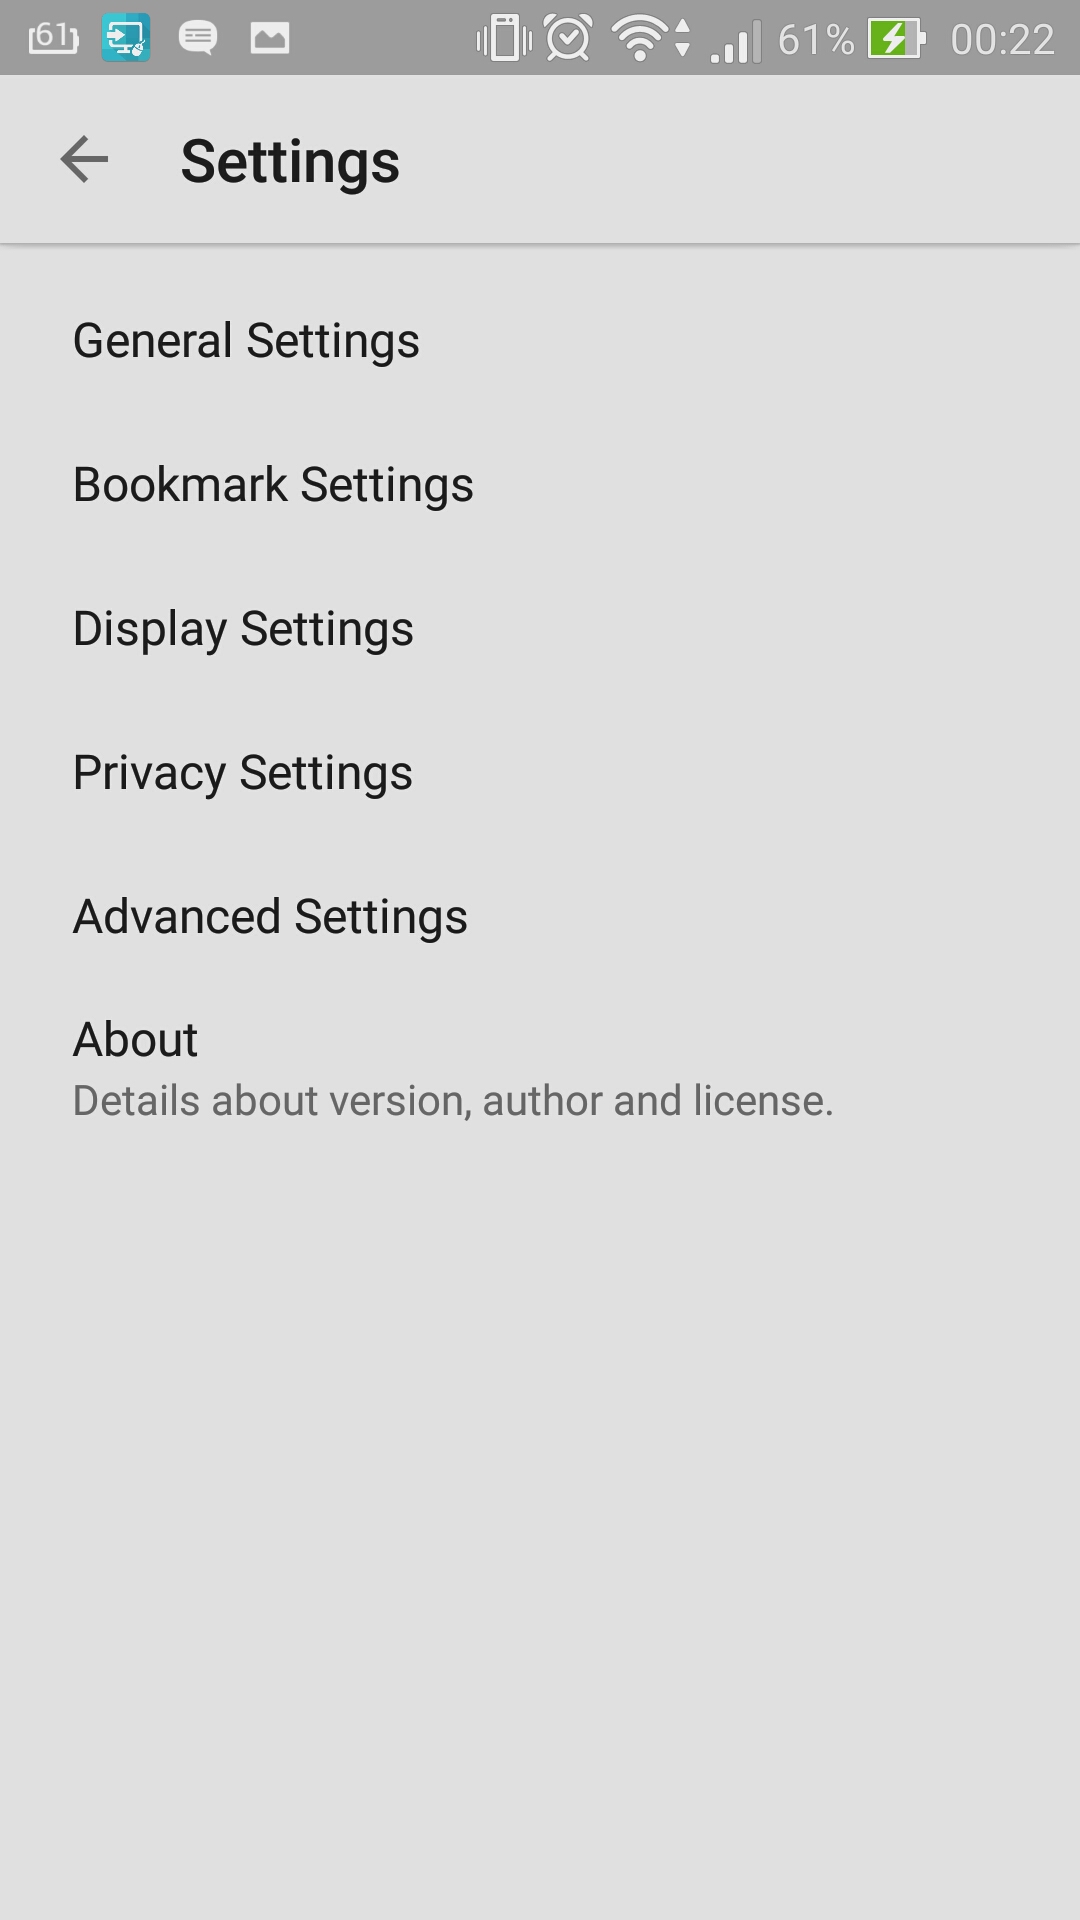 61 61% 00:22
Settings
General Settings
Bookmark Settings
Display Settings
Privacy Settings
Advanced Settings
About
Details about version, author and license.